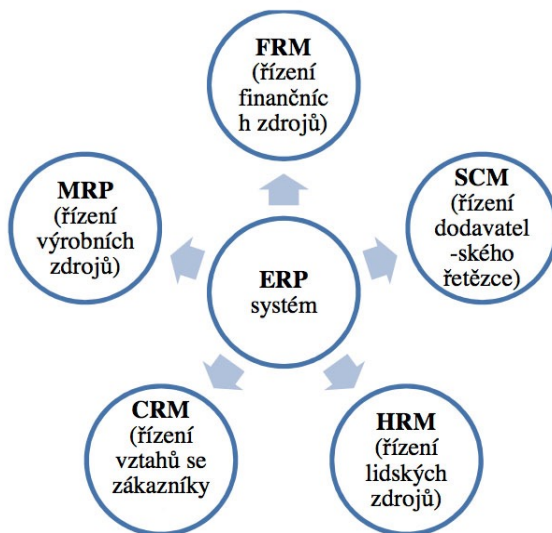 FRM
(řízení
finančníc
h zdrojů)
MRP
(řízení
výrobních
zdrojů)
SCM
(řízení
dodavatel
-ského
řetězce)
ERP
systém
CRM
(řízení
vztahů se
zákazníky
HRM
(řízení
lidských
zdrojů)